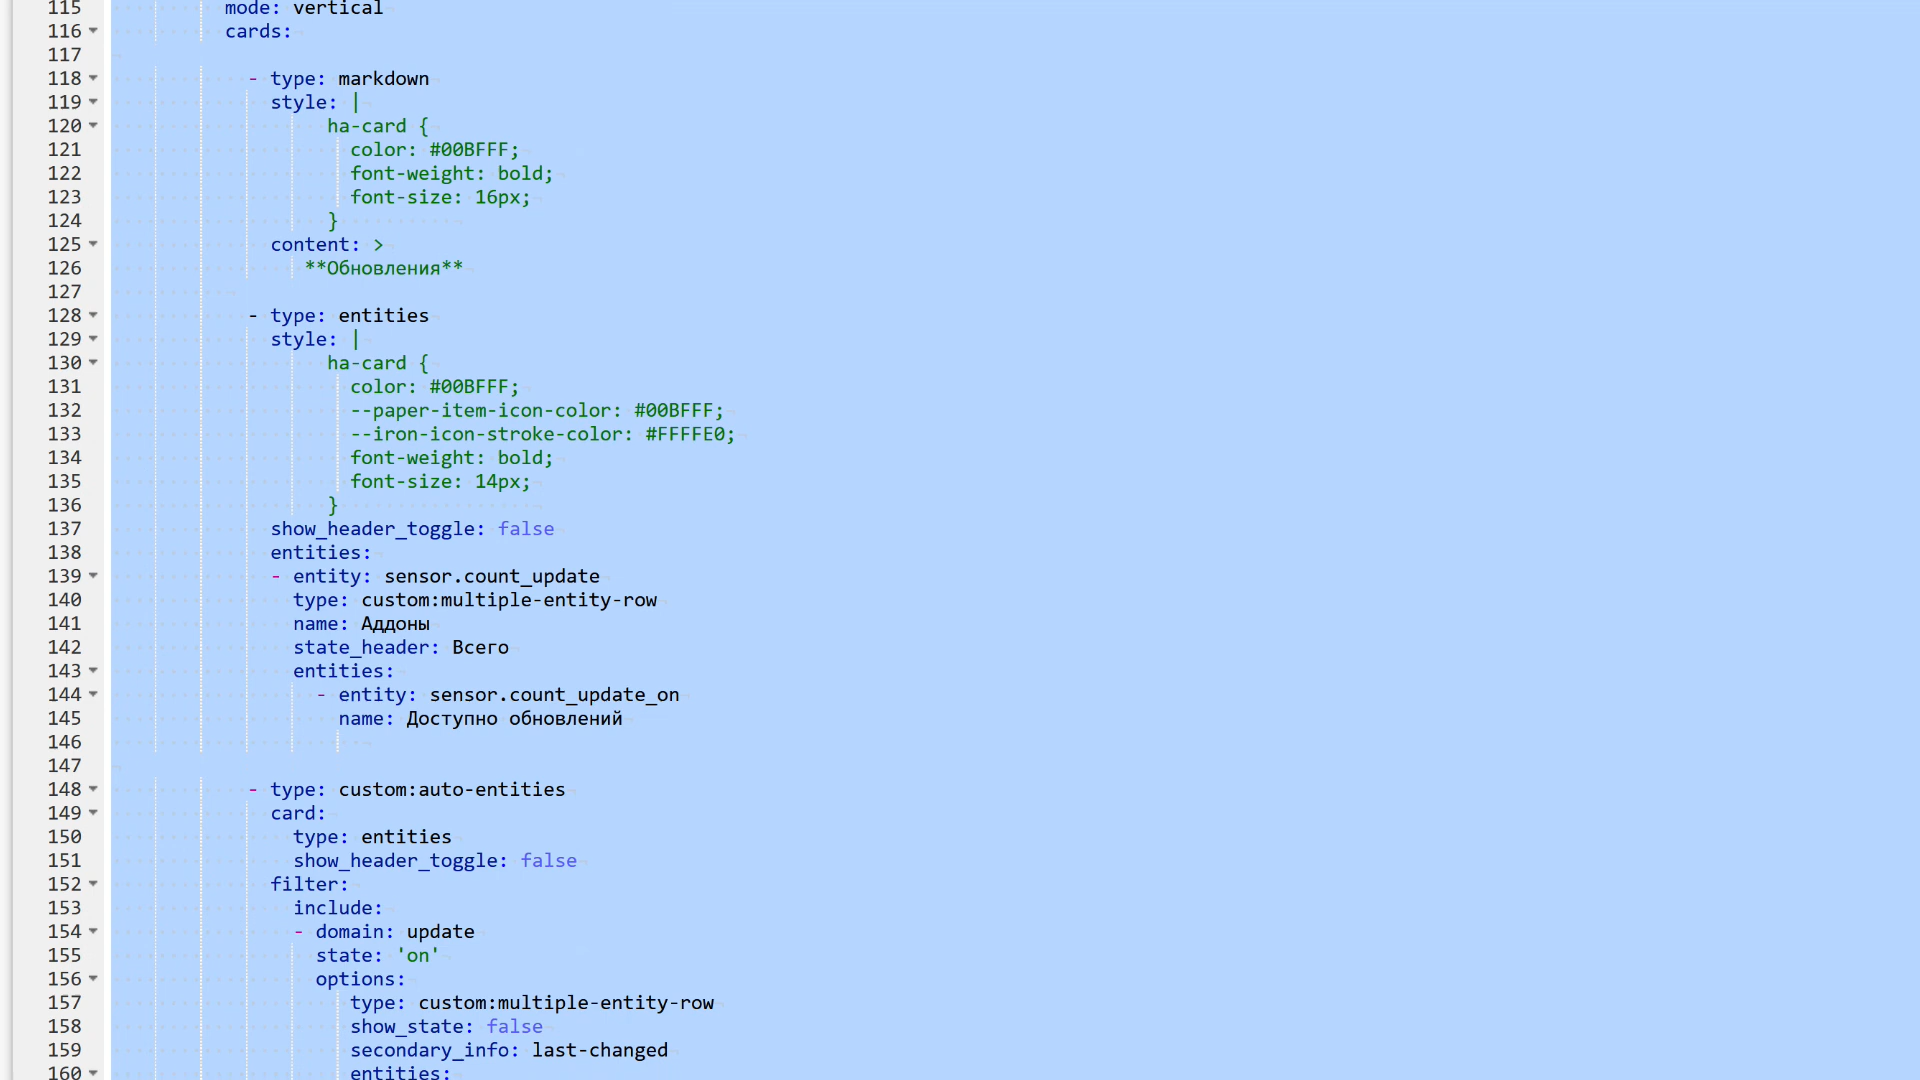 115 mode: vertical
116 cards:
117
118 - type: markdown
119 style: |
120 ha-card {
121 color: #00BFFF;
122 font-weight: bold;
123 font-size: 16px;
124 }
125 content: >
126 **Обновления**
127
128 - type: entities
129 style: |
130 ha-card {
131 color: #00BFFF;
132 --paper-item-icon-color: #00BFFF;
133 --iron-icon-stroke-color: #FFFFE0;
134 font-weight: bold;
135 font-size: 14px;
136 }
137 show_header_toggle: false
138 entities:
139 - entity: sensor.count_update
140 type: custom:multiple-entity-row
141 name: Аддоны
142 state_header: Всего
143 entities:
144 - entity: sensor.count_update_on
145 name: Доступно обновлений
146
147
148 - type: custom:auto-entities
149 card:
150 type: entities
151 show_header_toggle: false
152 filter:
153 include:
154 - domain: update
155 state: 'on'
156 options:
157 type: custom:multiple-entity-row
158 show_state: false
159 secondary_info: last-changed
160 entities: